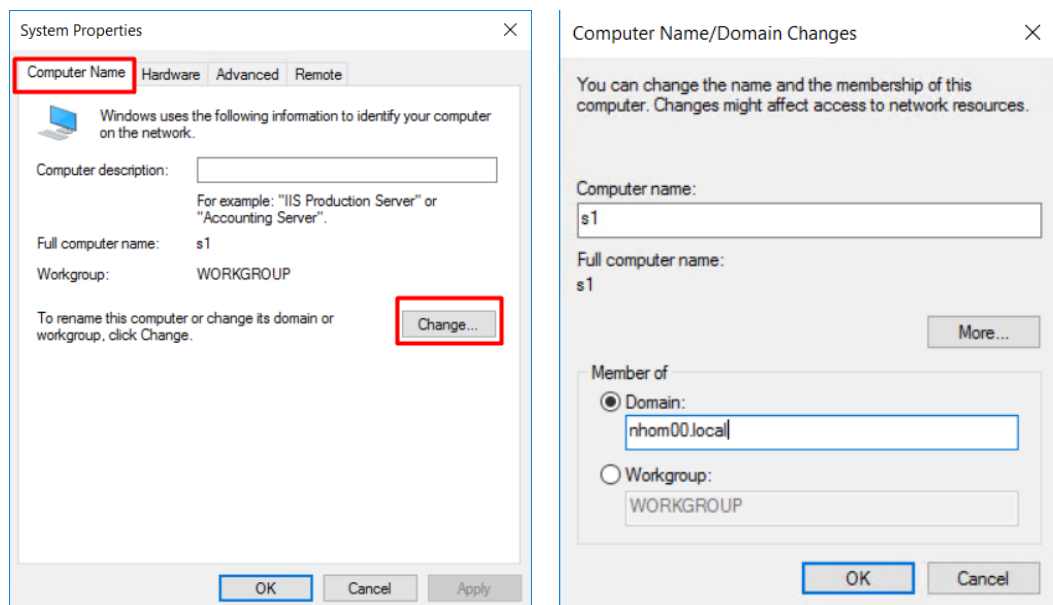 System Properties
Computer Name
Hardware
Advanced
Remote
Windows uses the following information to identify your computer
on the network.
Computer description:
For example: "IIS Production Server" or
"Accounting Server".
Full computer name:
s1
Workgroup:
WORKGROUP
To rename this computer or change its domain or
workgroup, click Change.
Change...
OK
Cancel
Apply
Computer Name/Domain Changes
You can change the name and the membership of this
computer. Changes might affect access to network resources.
Computer name:
s1
Full computer name:
s1
More...
Member of
Domain:
nhom00.local
Workgroup:
WORKGROUP
OK
Cancel